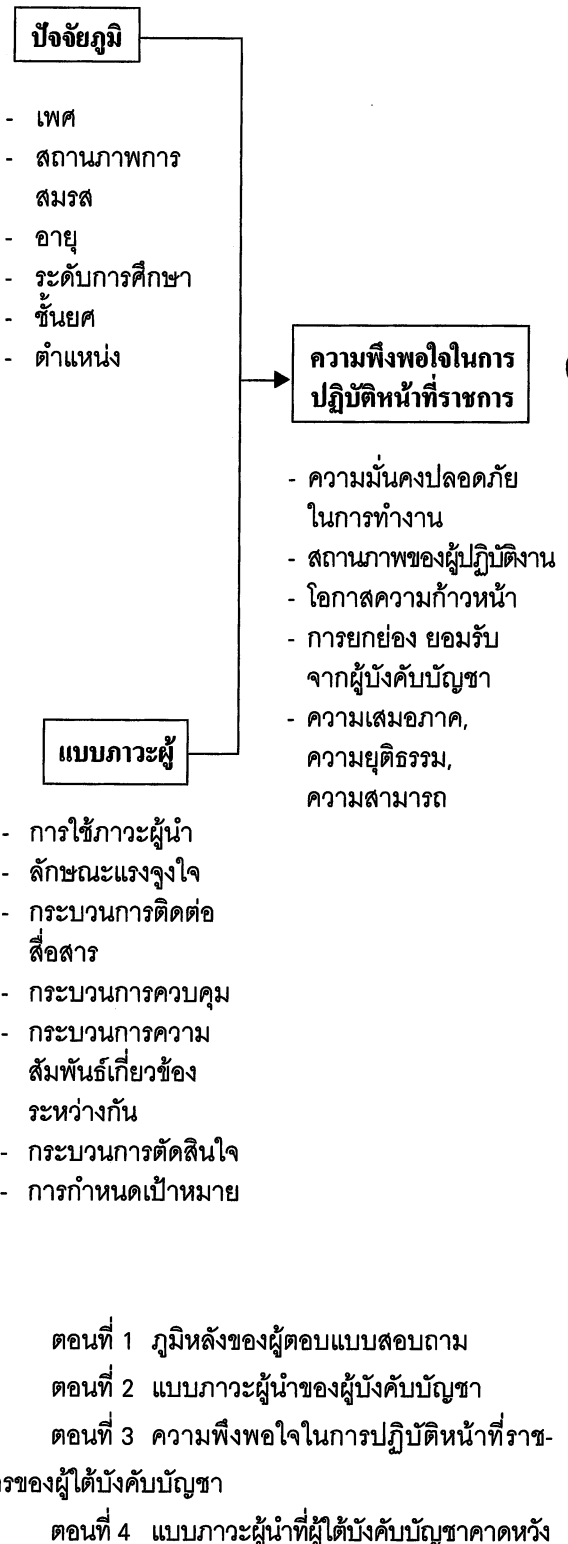 ปัจจัยภูมิ
- เพศ
- สถานภาพการ
สมรส
- อายุ
- ระดับการศึกษา
- ชั้นยศ
- ตำแหน่ง
ความพึงพอใจในการ
ปฏิบัติหน้าที่ราชการ
- ความมั่นคงปลอดภัย
ในการทำงาน
- สถานภาพของผู้ปฏิบัติงาน
- โอกาสความก้าวหน้า
- การยกย่อง ยอมรับ
จากผู้บังคับบัญชา
- ความเสมอภาค,
ความยุติธรรม,
ความสามารถ
แบบภาวะผู้
- การใช้ภาวะผู้นำ
- ลักษณะแรงจูงใจ
- กระบวนการติดต่อ
สื่อสาร
- กระบวนการควบคุม
- กระบวนการความ
สัมพันธ์เกี่ยวข้อง
ระหว่างกัน
- กระบวนการตัดสินใจ
- การกำหนดเป้าหมาย
ตอนที่ 1 ภูมิหลังของผู้ตอบแบบสอบถาม
ตอนที่ 2 แบบภาวะผู้นำของผู้บังคับบัญชา
ตอนที่ 3 ความพึงพอใจในการปฏิบัติหน้าที่ราช-
ารของผู้ใต้บังคับบัญชา
ตอนที่ 4 แบบภาวะผู้นำที่ผู้ใต้บังคับบัญชาคาดหวัง